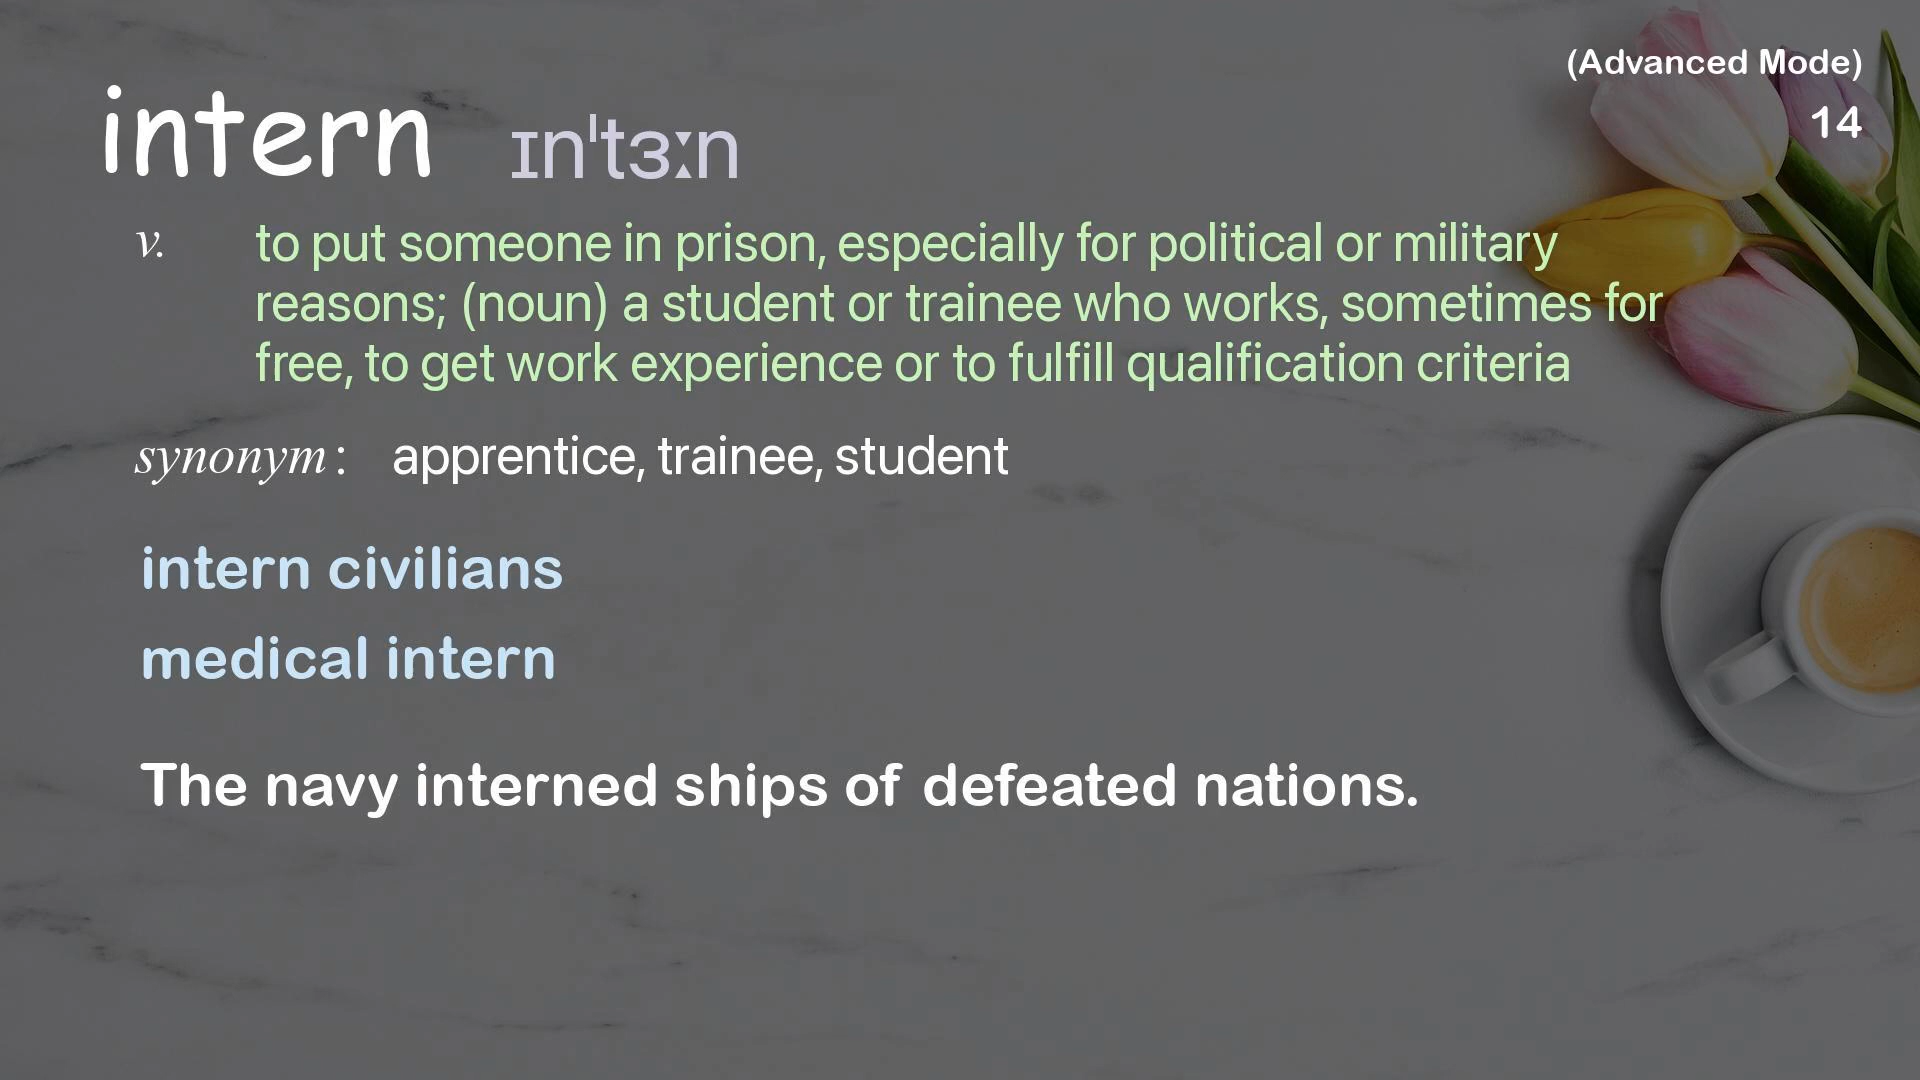 (Advanced Mode)
14
intern ɪnˈtɜːn
v. to put someone in prison, especially for political or military
reasons; (noun) a student or trainee who works, sometimes for
free, to get work experience or to fulfill qualification criteria
synonym: apprentice, trainee, student
intern civilians
medical intern
The navy interned ships of defeated nations.